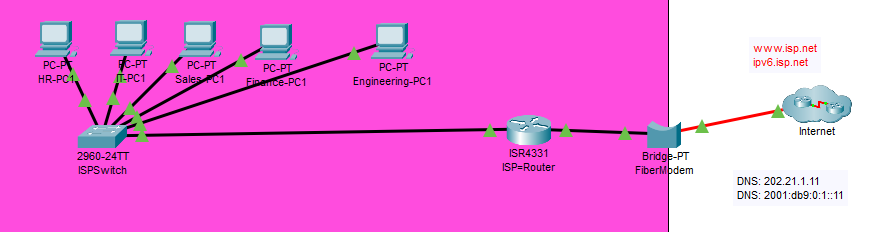 PC-PT
HR-PC1
PC-PT
IT-PC1
PC-PT
Sales-PC1
PC-PT
Finance-PC1
PC-PT
Engineering-PC1
www.isp.net
ipv6.isp.net
Internet
2960-24TT
ISPSwitch
ISR4331
ISP=Router
Bridge-PT
FiberModem
DNS: 202.21.1.11
DNS: 2001:db9:0:1::11